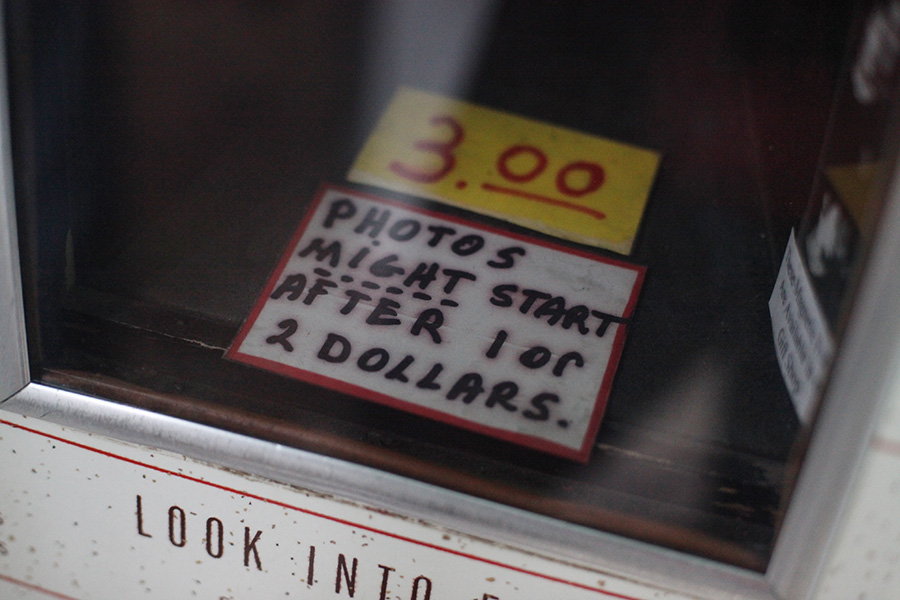 3.00
PHOTOS
MIGHT START
AFTER 1 or
2 DOLLARS.
LOOK INTO